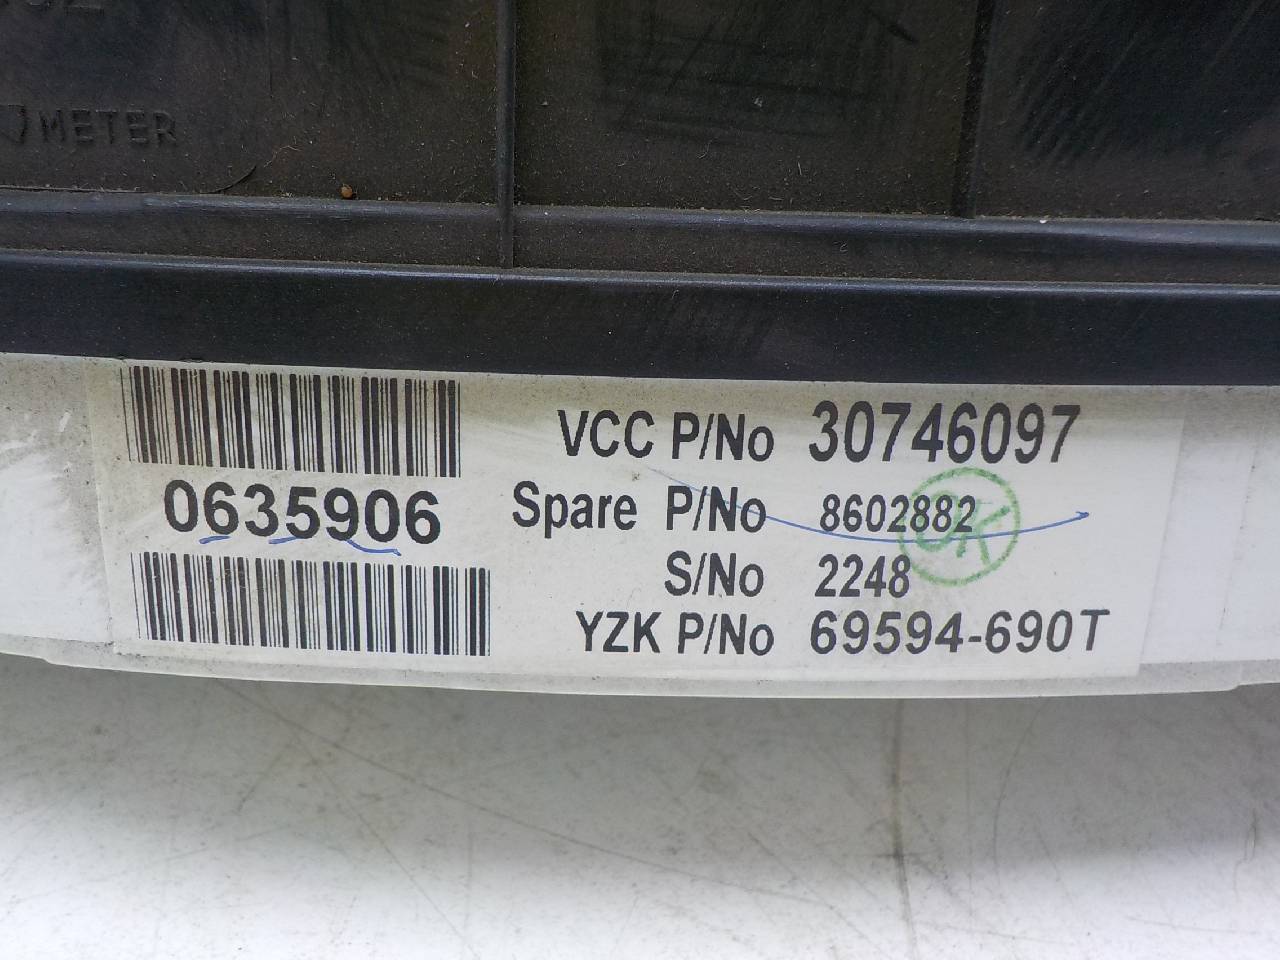 METER
0635906
VCC P/No 30746097
Spare P/No 8602882
S/No 2248
YZK P/No 69594-690T
OK